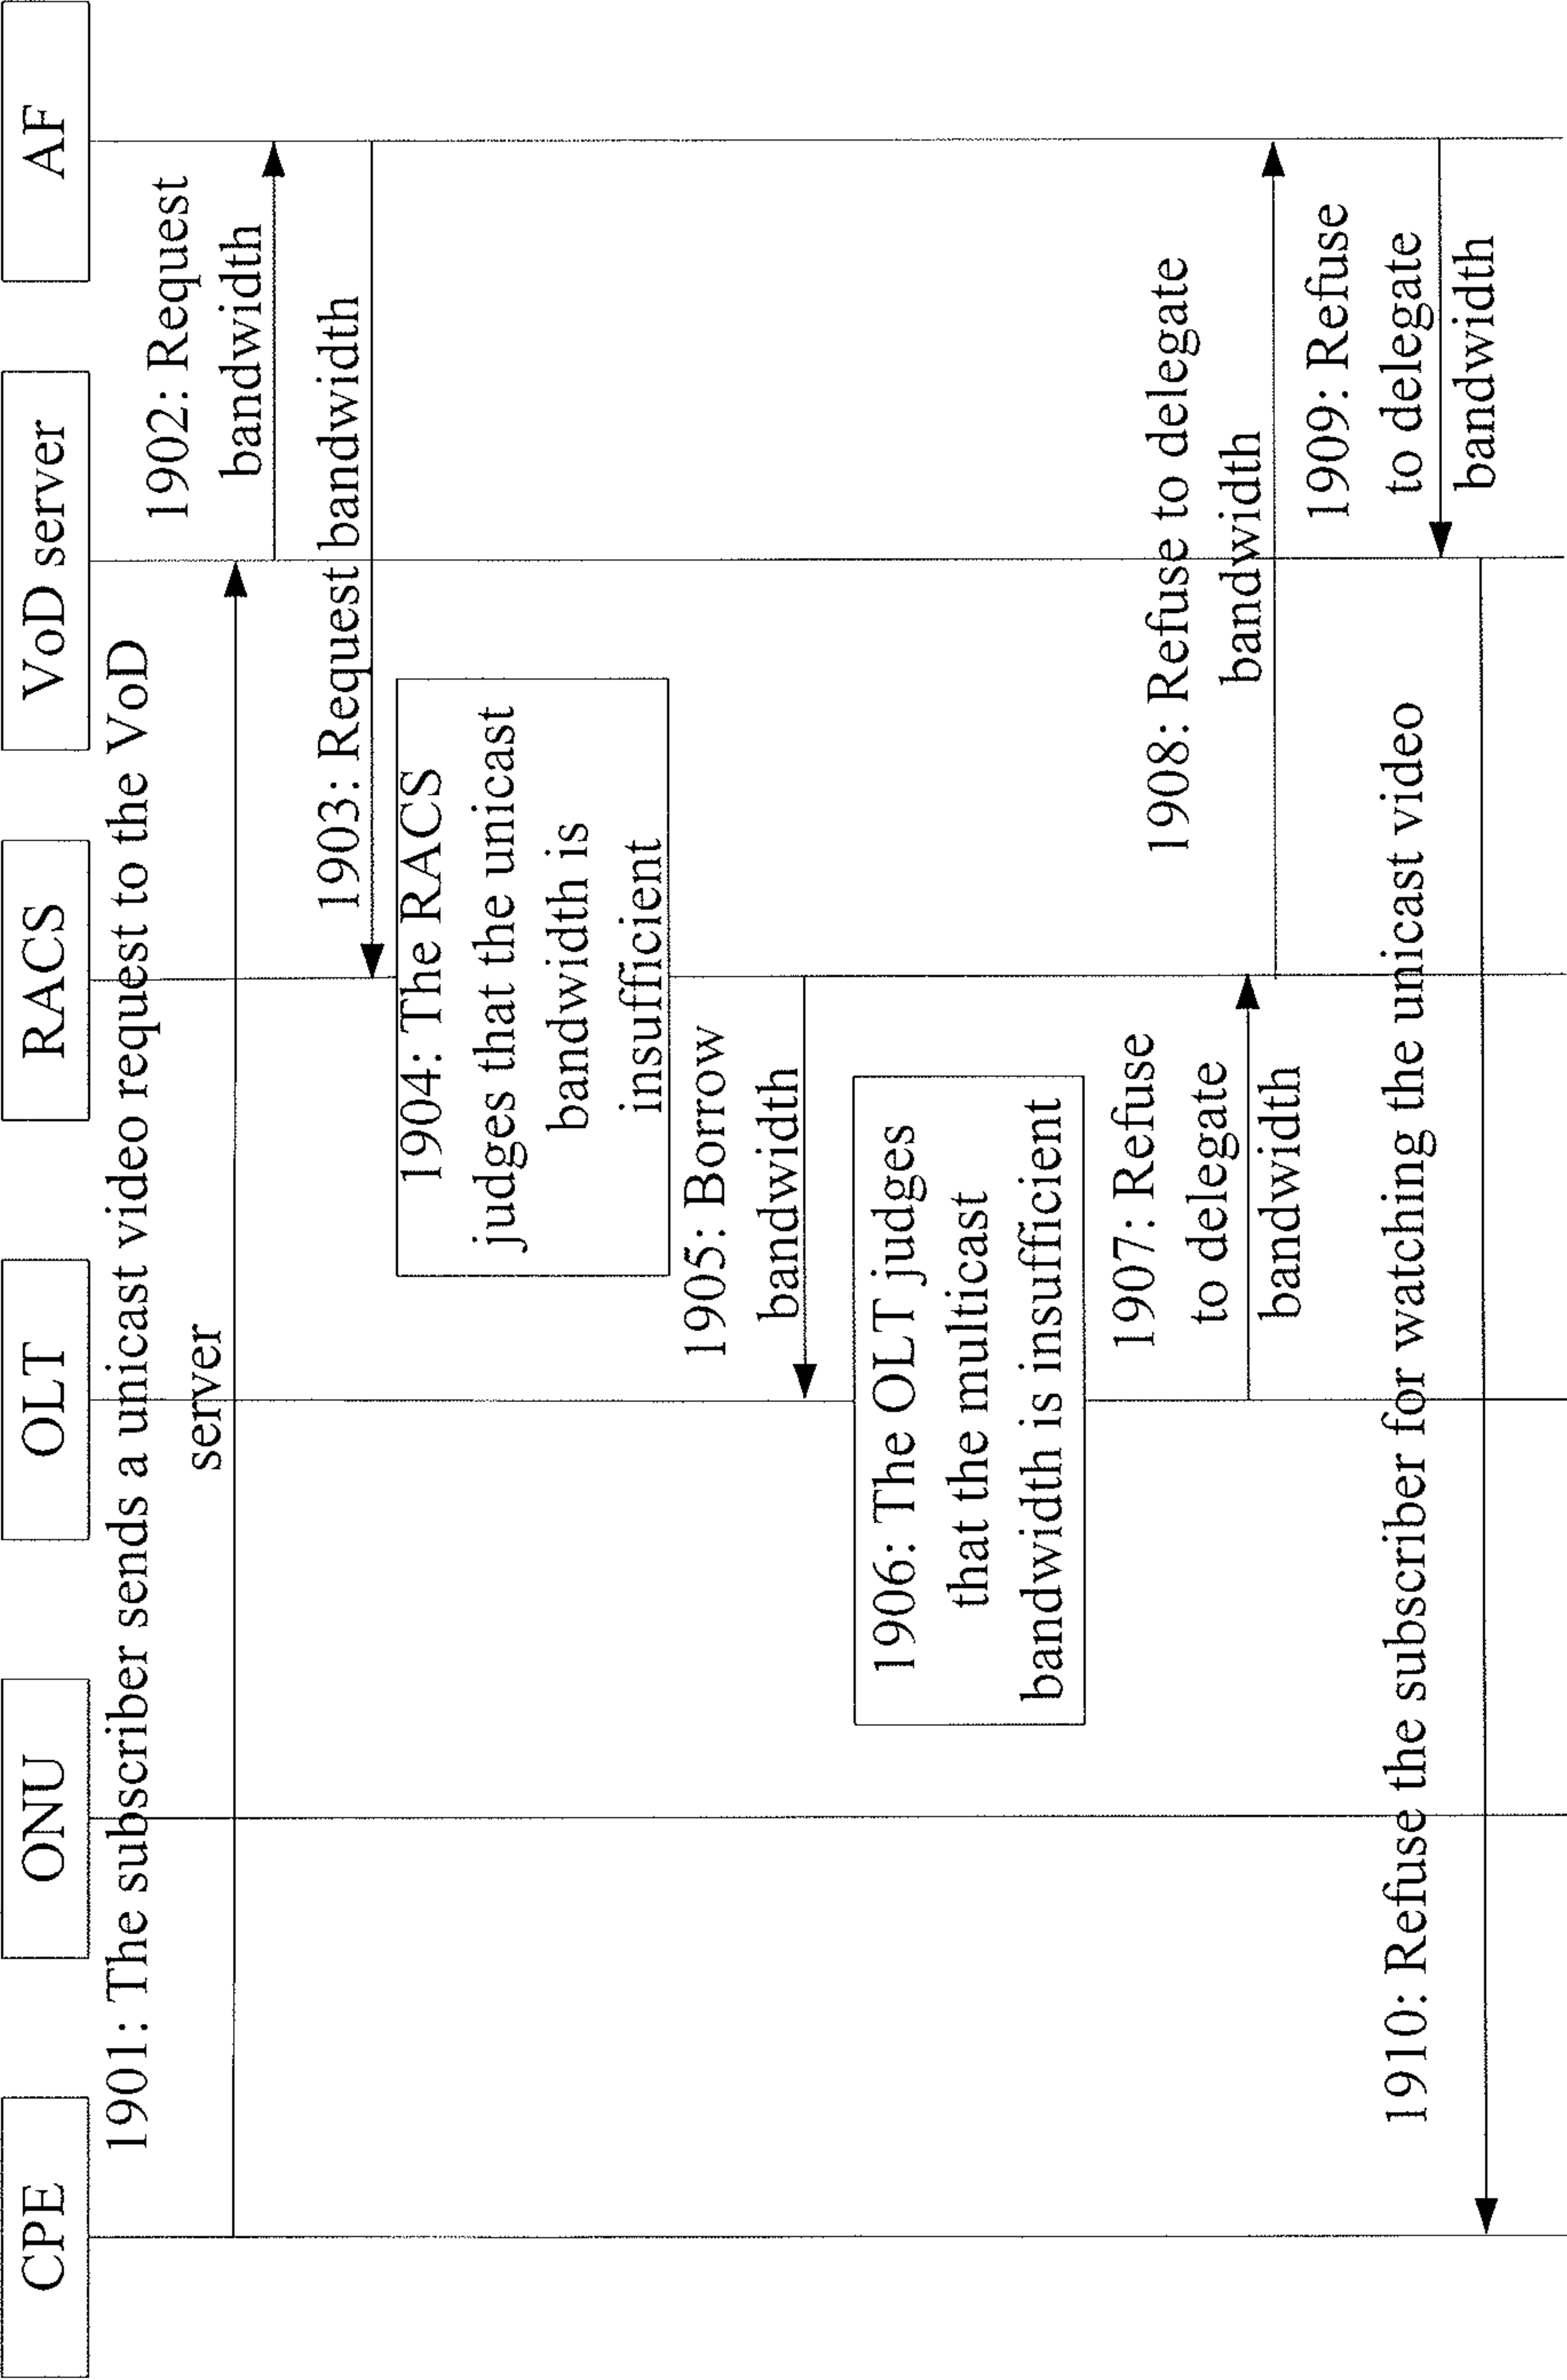 CPE
ONU
OLT
RACS
VoD server
AF
1901: The subscriber sends a unicast video request to the VoD
server
1902: Request
bandwidth
1903: Request bandwidth
1904: The RACS
judges that the unicast
bandwidth is
insufficient
1905: Borrow
bandwidth
1906: The OLT judges
that the multicast
bandwidth is insufficient
1907: Refuse
to delegate
bandwidth
1908: Refuse to delegate
bandwidth
1909: Refuse
to delegate
bandwidth
1910: Refuse the subscriber for watching the unicast video